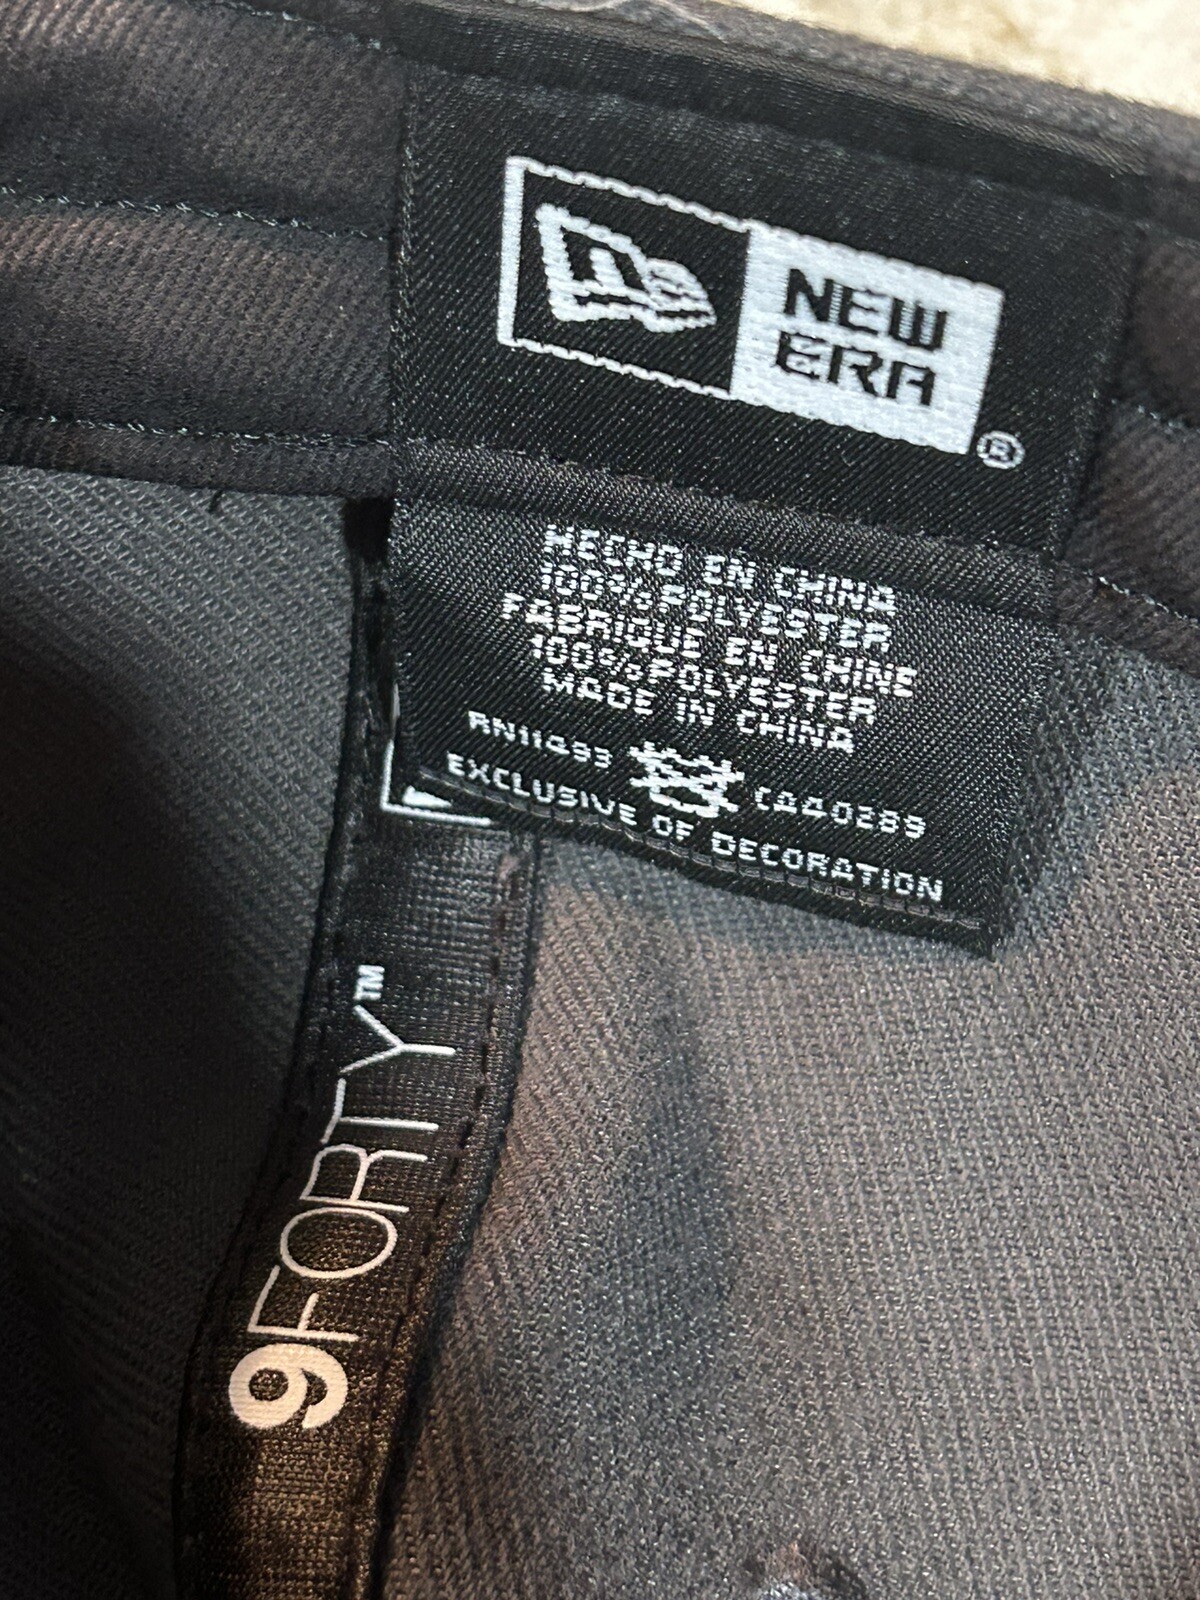 NEW
ERA
®
HECHO EN CHINA
100% POLYESTER
FABRIQUE EN CHINE
100% POLYESTER
MADE IN CHINA
RN11493 CA40289
EXCLUSIVE OF DECORATION
9FORTY™